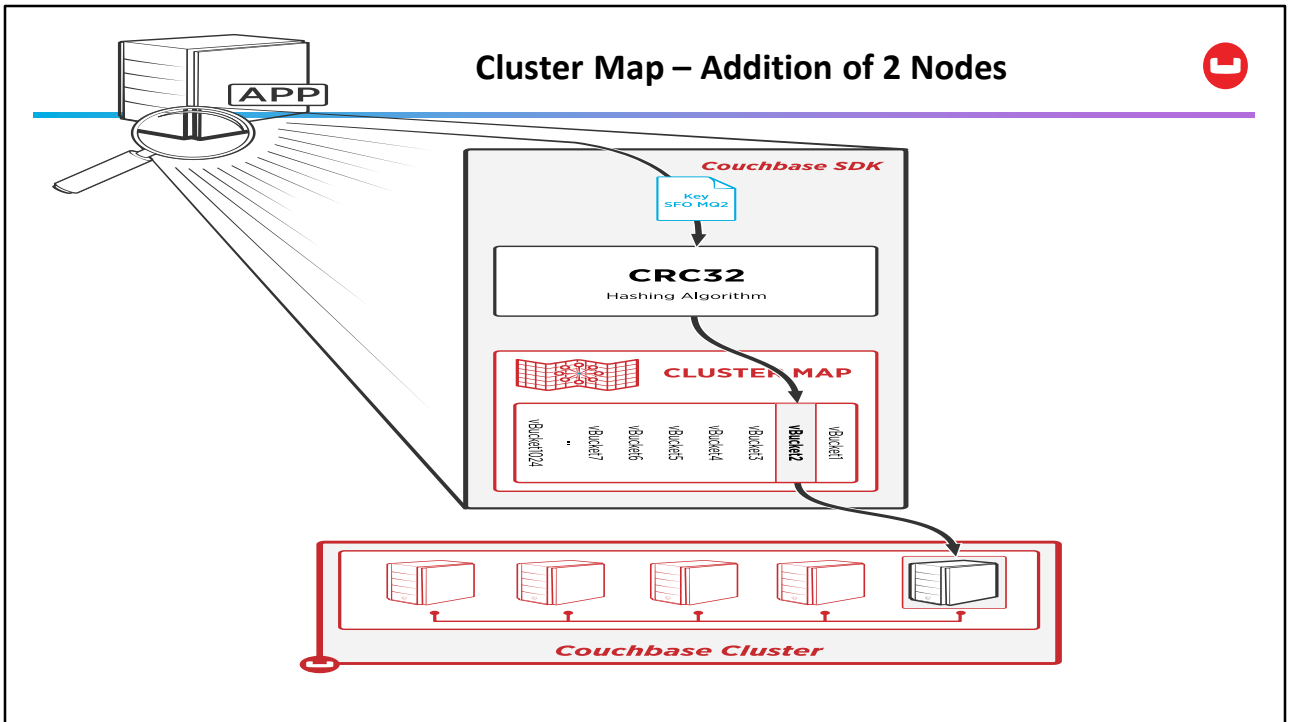 Cluster Map – Addition of 2 Nodes
APP
Couchbase SDK
Key
SFO MQ2
CRC32
Hashing Algorithm
CLUSTER MAP
vBucket1024
...
vBucket7
vBucket6
vBucket5
vBucket4
vBucket3
vBucket2
vBucket1
Couchbase Cluster